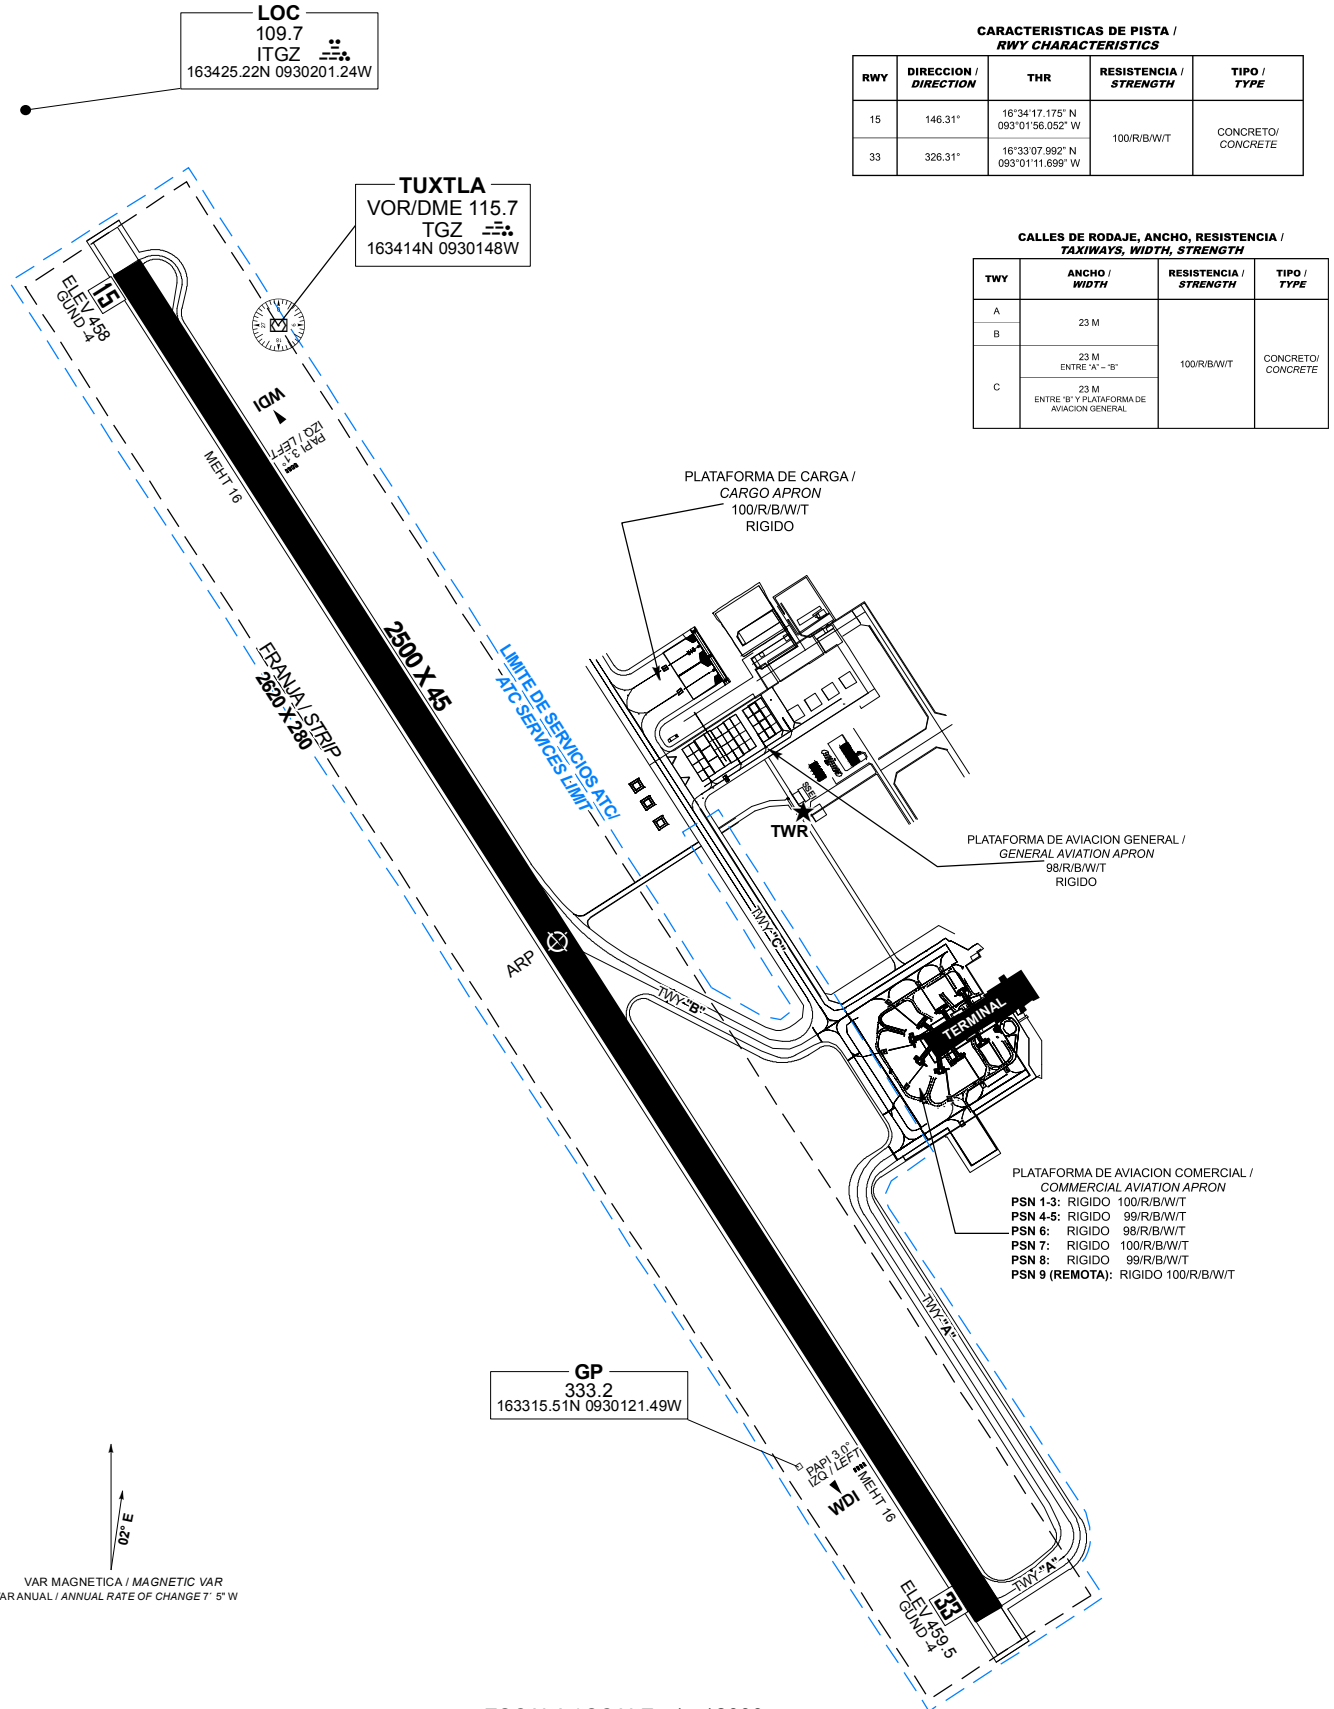 LOC
109.7
ITGZ
163425.22N 0930201.24W
TUXTLA
VOR/DME 115.7
TGZ
163414N 0930148W
CARACTERISTICAS DE PISTA /
RWY CHARACTERISTICS
RWY DIRECCION / DIRECTION THR RESISTENCIA / STRENGTH TIPO / TYPE
15 146.31° 16°34'17.175" N 093°01'56.052" W
33 326.31° 16°33'07.992" N 093°01'11.699" W
100/R/B/W/T CONCRETO/ CONCRETE
CALLES DE RODAJE, ANCHO, RESISTENCIA /
TAXIWAYS, WIDTH, STRENGTH
TWY ANCHO / WIDTH RESISTENCIA / STRENGTH TIPO / TYPE
A
B
23 M
C
23 M
ENTRE "A" – "B"
23 M
ENTRE "B" Y PLATAFORMA DE
AVIACION GENERAL
100/R/B/W/T CONCRETO/ CONCRETE
15
ELEV 458
GUND -4
WDI
PAPI 3.1°
IZQ / LEFT
MEHT 16
2500 X 45
FRANJA / STRIP
2620 X 280
LIMITE DE SERVICIOS ATC/
ATC SERVICES LIMIT
PLATAFORMA DE CARGA /
CARGO APRON
100/R/B/W/T
RIGIDO
SSEI
TWR
PLATAFORMA DE AVIACION GENERAL /
GENERAL AVIATION APRON
98/R/B/W/T
RIGIDO
TWY "C"
ARP
TWY "B"
TERMINAL
PLATAFORMA DE AVIACION COMERCIAL /
COMMERCIAL AVIATION APRON
PSN 1-3: RIGIDO 100/R/B/W/T
PSN 4-5: RIGIDO 99/R/B/W/T
PSN 6: RIGIDO 98/R/B/W/T
PSN 7: RIGIDO 100/R/B/W/T
PSN 8: RIGIDO 99/R/B/W/T
PSN 9 (REMOTA): RIGIDO 100/R/B/W/T
TWY "A"
GP
333.2
163315.51N 0930121.49W
PAPI 3.0°
IZQ / LEFT
WDI
MEHT 16
TWY "A"
33
ELEV 459.5
GUND -4
02° E
VAR MAGNETICA / MAGNETIC VAR
ANUAL / ANNUAL RATE OF CHANGE 7' 5" W